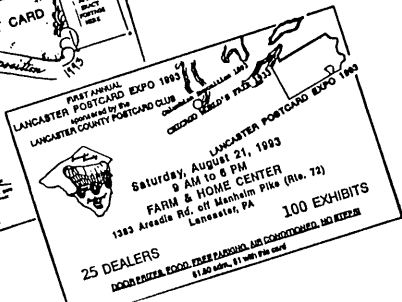 CARD
EXACT
POSTAGE
HERE
1993
FIRST ANNUAL
LANCASTER POSTCARD EXPO 1993
sponsored by the
LANCASTER COUNTY POSTCARD CLUB
CHICAGO WORLD'S FAIR 1933
LANCASTER POSTCARD EXPO 1993
Saturday, August 21, 1993
9 AM to 6 PM
FARM & HOME CENTER
1383 Arcadia Rd. off Manheim Pike (Rte. 72)
Lancaster, PA
25 DEALERS
100 EXHIBITS
DOOR PRIZES, FOOD, FREE PARKING, AIR CONDITIONED, NO STEPS!
$1.50 adm., $1 with this card